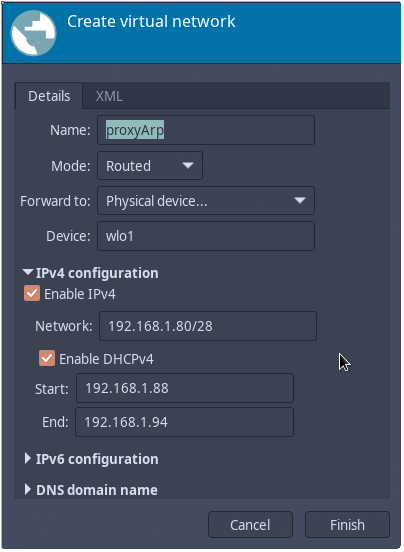 Create virtual network
Details XML
Name: proxyArp
Mode: Routed
Forward to: Physical device...
Device: wlo1
IPv4 configuration
Enable IPv4
Network: 192.168.1.80/28
Enable DHCPv4
Start: 192.168.1.88
End: 192.168.1.94
IPv6 configuration
DNS domain name
Cancel Finish